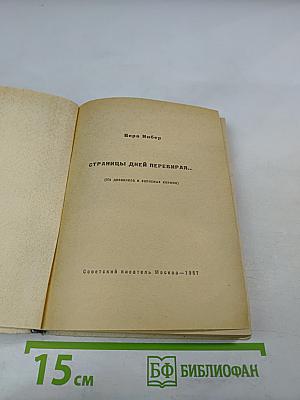 Вера Инбер
СТРАНИЦЫ ДНЕЙ ПЕРЕБИРАЯ..
(Из дневников и записных книжек)
Советский писатель Москва—1967
15 см
БФ БИБЛИОФАН